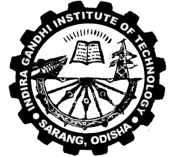 INDIRA GANDHI INSTITUTE OF TECHNOLOGY
SARANG, ODISHA